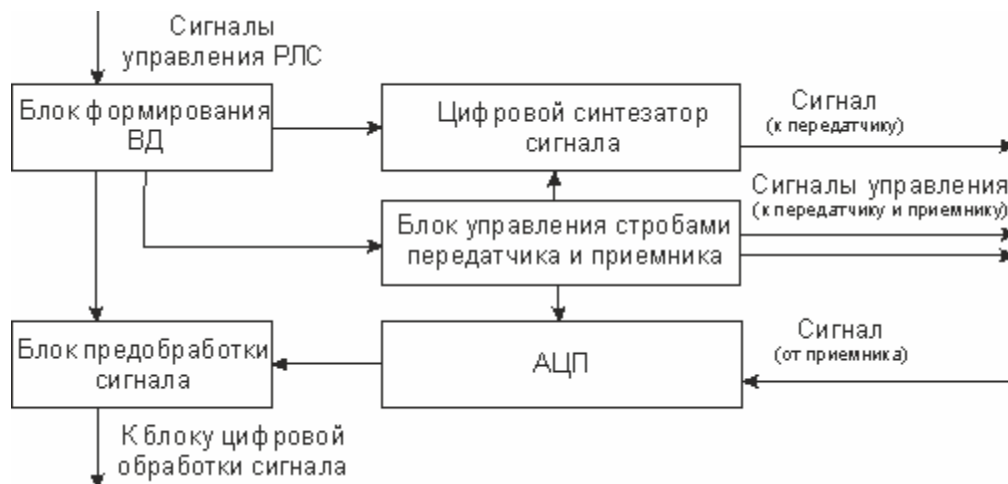 Сигналы
управления РЛС
Блок формирования
ВД
Цифровой синтезатор
сигнала
Сигнал
(к передатчику)
Сигналы управления
(к передатчику и приемнику)
Блок управления стробами
передатчика и приемника
Блок предобработки
сигнала
АЦП
Сигнал
(от приемника)
К блоку цифровой
обработки сигнала